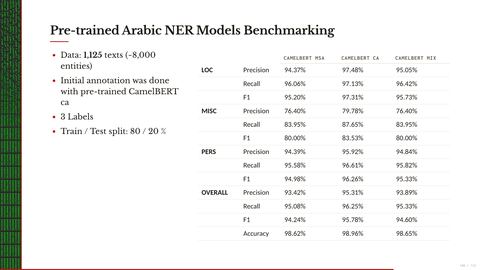 Pre-trained Arabic NER Models Benchmarking
• Data: 1,125 texts (~8,000
entities)
• Initial annotation was done
with pre-trained CamelBERT
ca
• 3 Labels
• Train / Test split: 80 / 20 %
CAMELBERT MSA CAMELBERT CA CAMELBERT MIX
LOC Precision 94.37% 97.48% 95.05%
Recall 96.06% 97.13% 96.42%
F1 95.20% 97.31% 95.73%
MISC Precision 76.40% 79.78% 76.40%
Recall 83.95% 87.65% 83.95%
F1 80.00% 83.53% 80.00%
PERS Precision 94.39% 95.92% 94.84%
Recall 95.58% 96.61% 95.82%
F1 94.98% 96.26% 95.33%
OVERALL Precision 93.42% 95.31% 93.89%
Recall 95.08% 96.25% 95.33%
F1 94.24% 95.78% 94.60%
Accuracy 98.62% 98.96% 98.65%